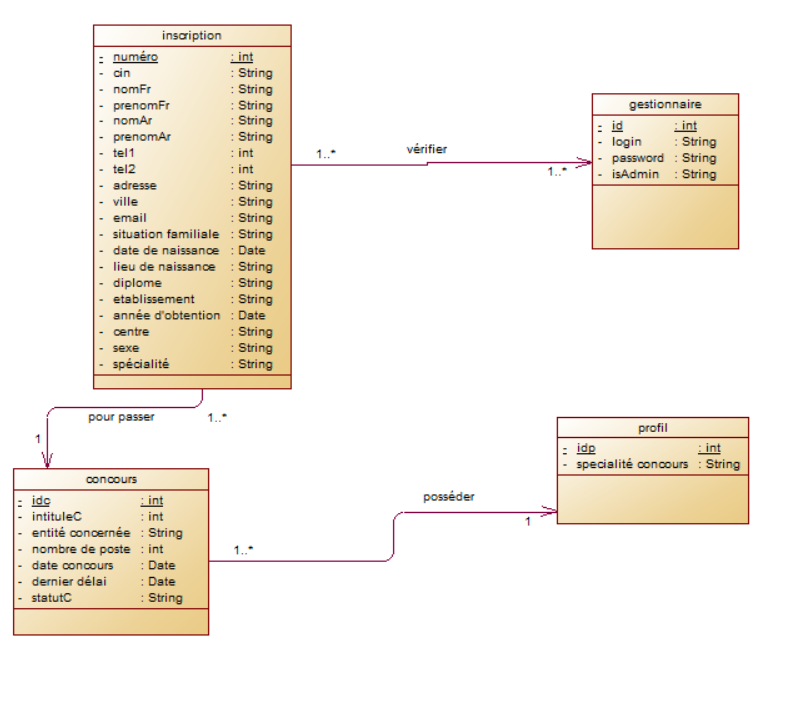 inscription
- numéro : int
- cin : String
- nomFr : String
- prenomFr : String
- nomAr : String
- prenomAr : String
- tel1 : int
- tel2 : int
- adresse : String
- ville : String
- email : String
- situation familiale : String
- date de naissance : Date
- lieu de naissance : String
- diplome : String
- etablissement : String
- année d'obtention : Date
- centre : String
- sexe : String
- spécialité : String
1..*
vérifier
1..*
gestionnaire
- id : int
- login : String
- password : String
- isAdmin : String
pour passer
1..*
1
concours
- idc : int
- intituleC : int
- entité concernée : String
- nombre de poste : int
- date concours : Date
- dernier délai : Date
- statutC : String
1..*
posséder
1
profil
- idp : int
- specialité concours : String